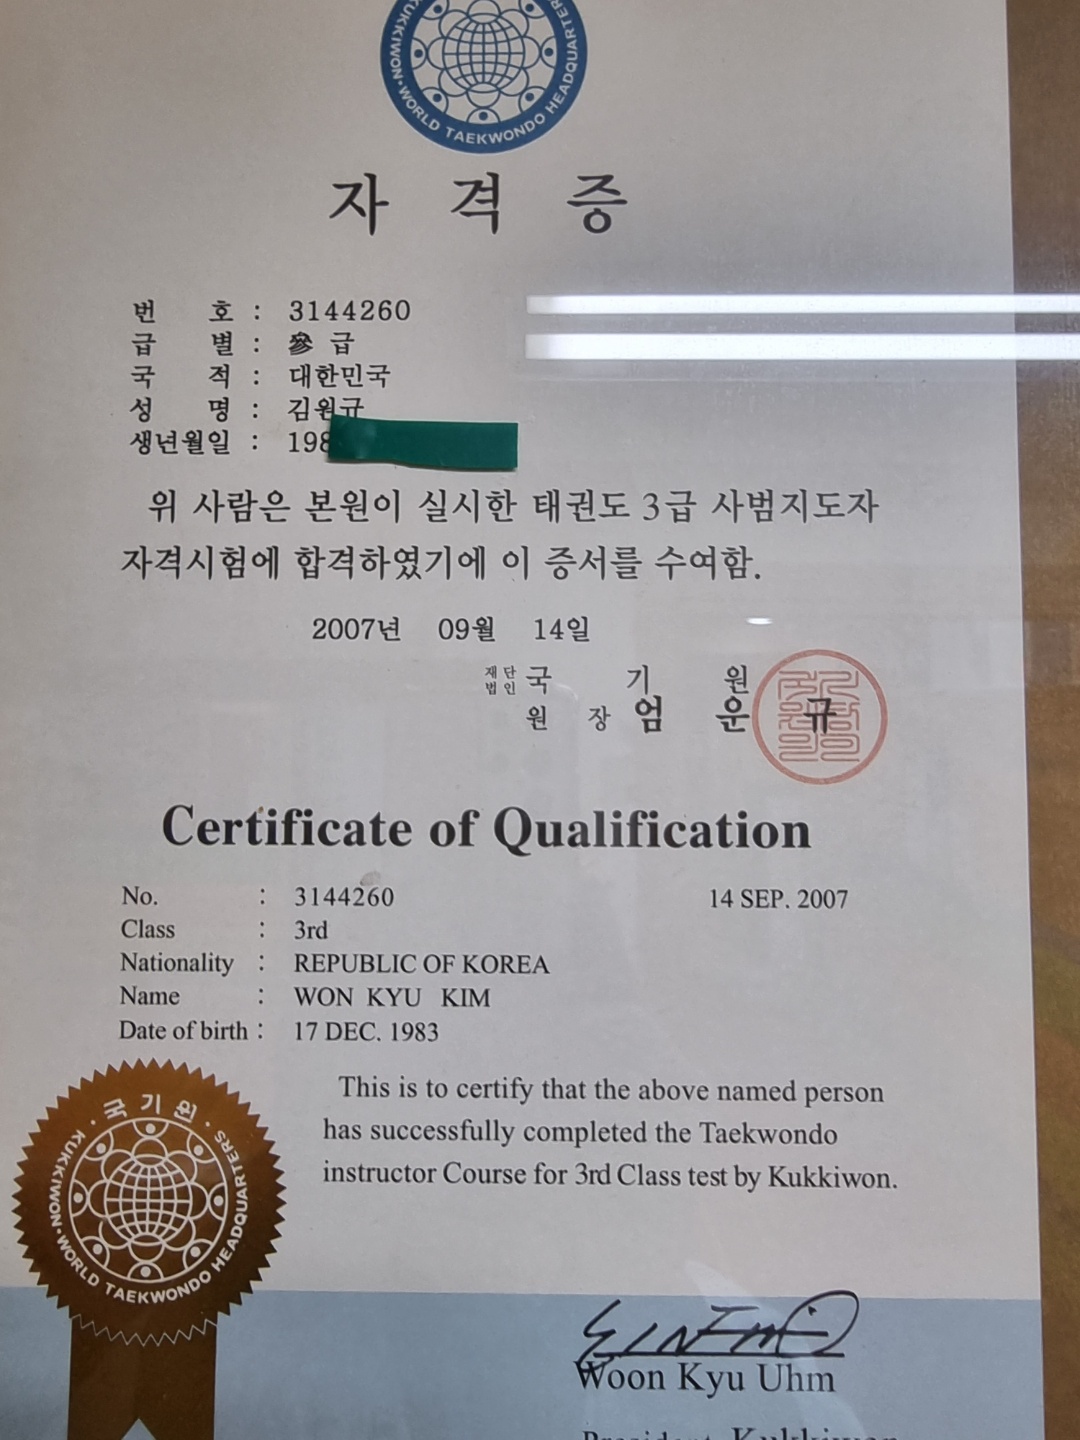 KUKKIWON · WORLD TAEKWONDO HEADQUARTERS
자 격 증
번 호 : 3144260
급 별 : 參 급
국 적 : 대한민국
성 명 : 김원규
생년월일 : 198
위 사람은 본원이 실시한 태권도 3급 사범지도자
자격시험에 합격하였기에 이 증서를 수여함.
2007년 09월 14일
재단법인 국 기 원
원 장 엄 운 규
Certificate of Qualification
No. : 3144260 14 SEP. 2007
Class : 3rd
Nationality : REPUBLIC OF KOREA
Name : WON KYU KIM
Date of birth : 17 DEC. 1983
This is to certify that the above named person
has successfully completed the Taekwondo
instructor Course for 3rd Class test by Kukkiwon.
· 국 기 원 ·
KUKKIWON · WORLD TAEKWONDO HEADQUARTERS
Woon Kyu Uhm
President, Kukkiwon